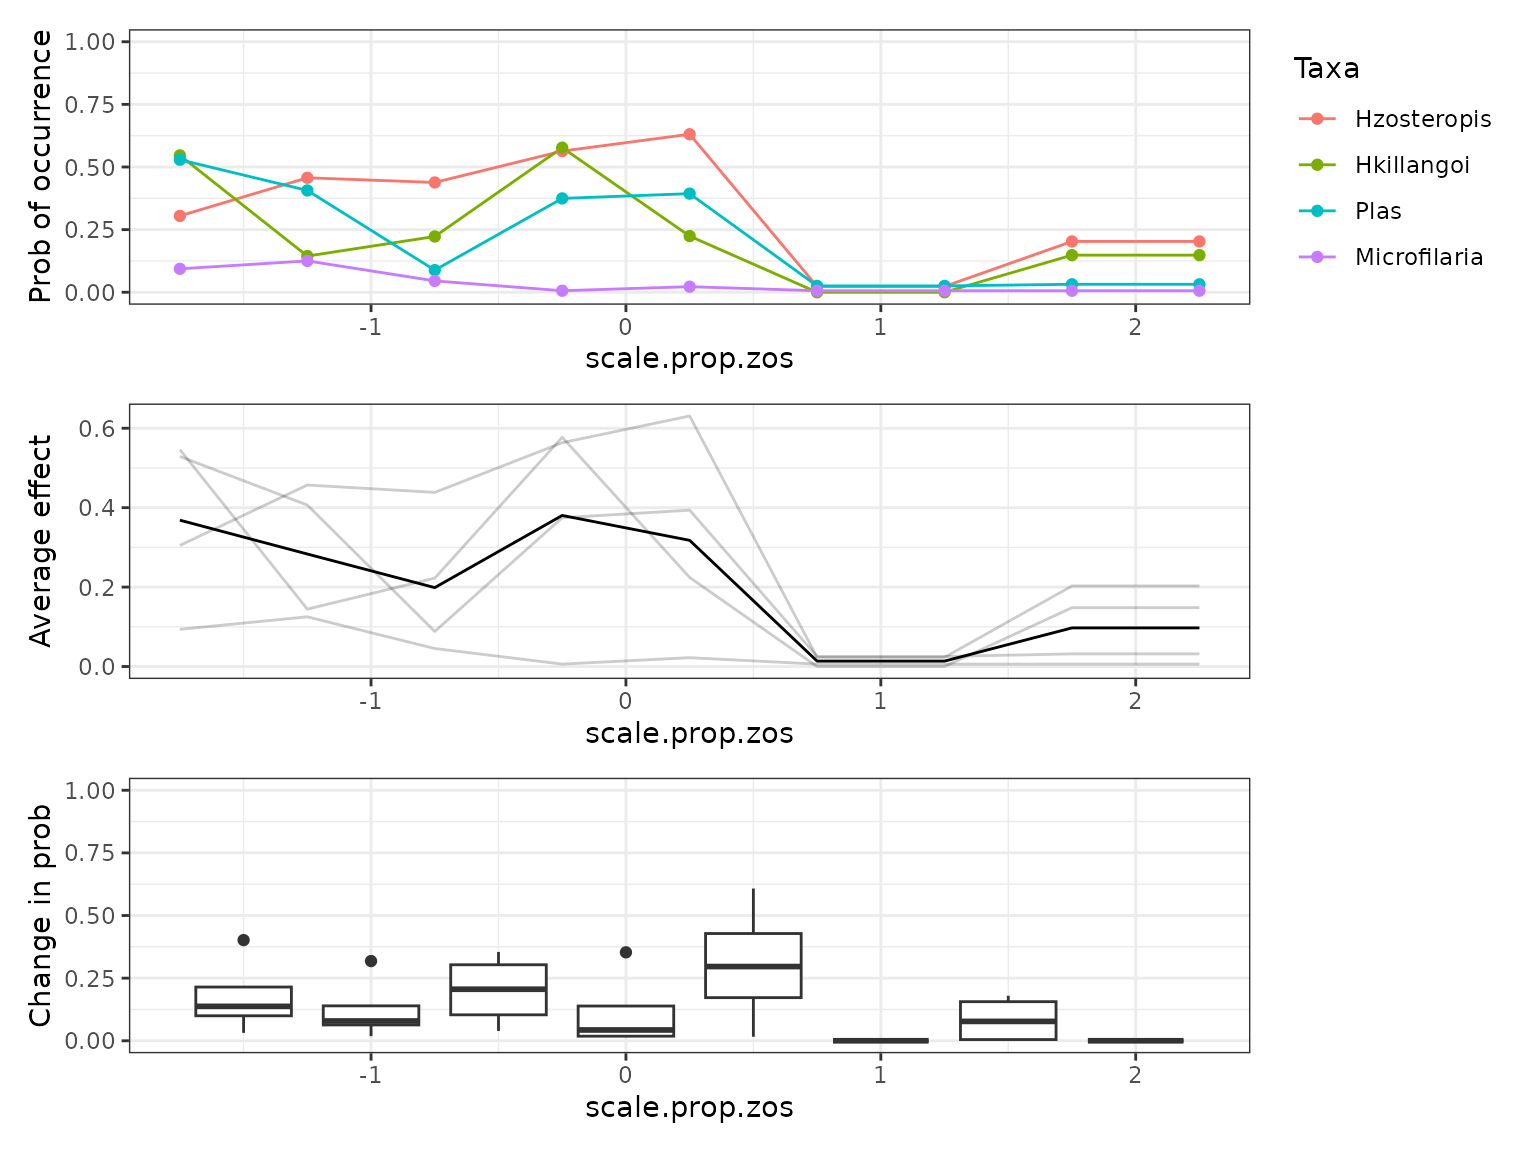 Prob of occurrence
1.00
0.75
0.50
0.25
0.00
-1 0 1 2
scale.prop.zos
Taxa
Hzosteropis
Hkillangoi
Plas
Microfilaria
Average effect
0.6
0.4
0.2
0.0
-1 0 1 2
scale.prop.zos
Change in prob
1.00
0.75
0.50
0.25
0.00
-1 0 1 2
scale.prop.zos